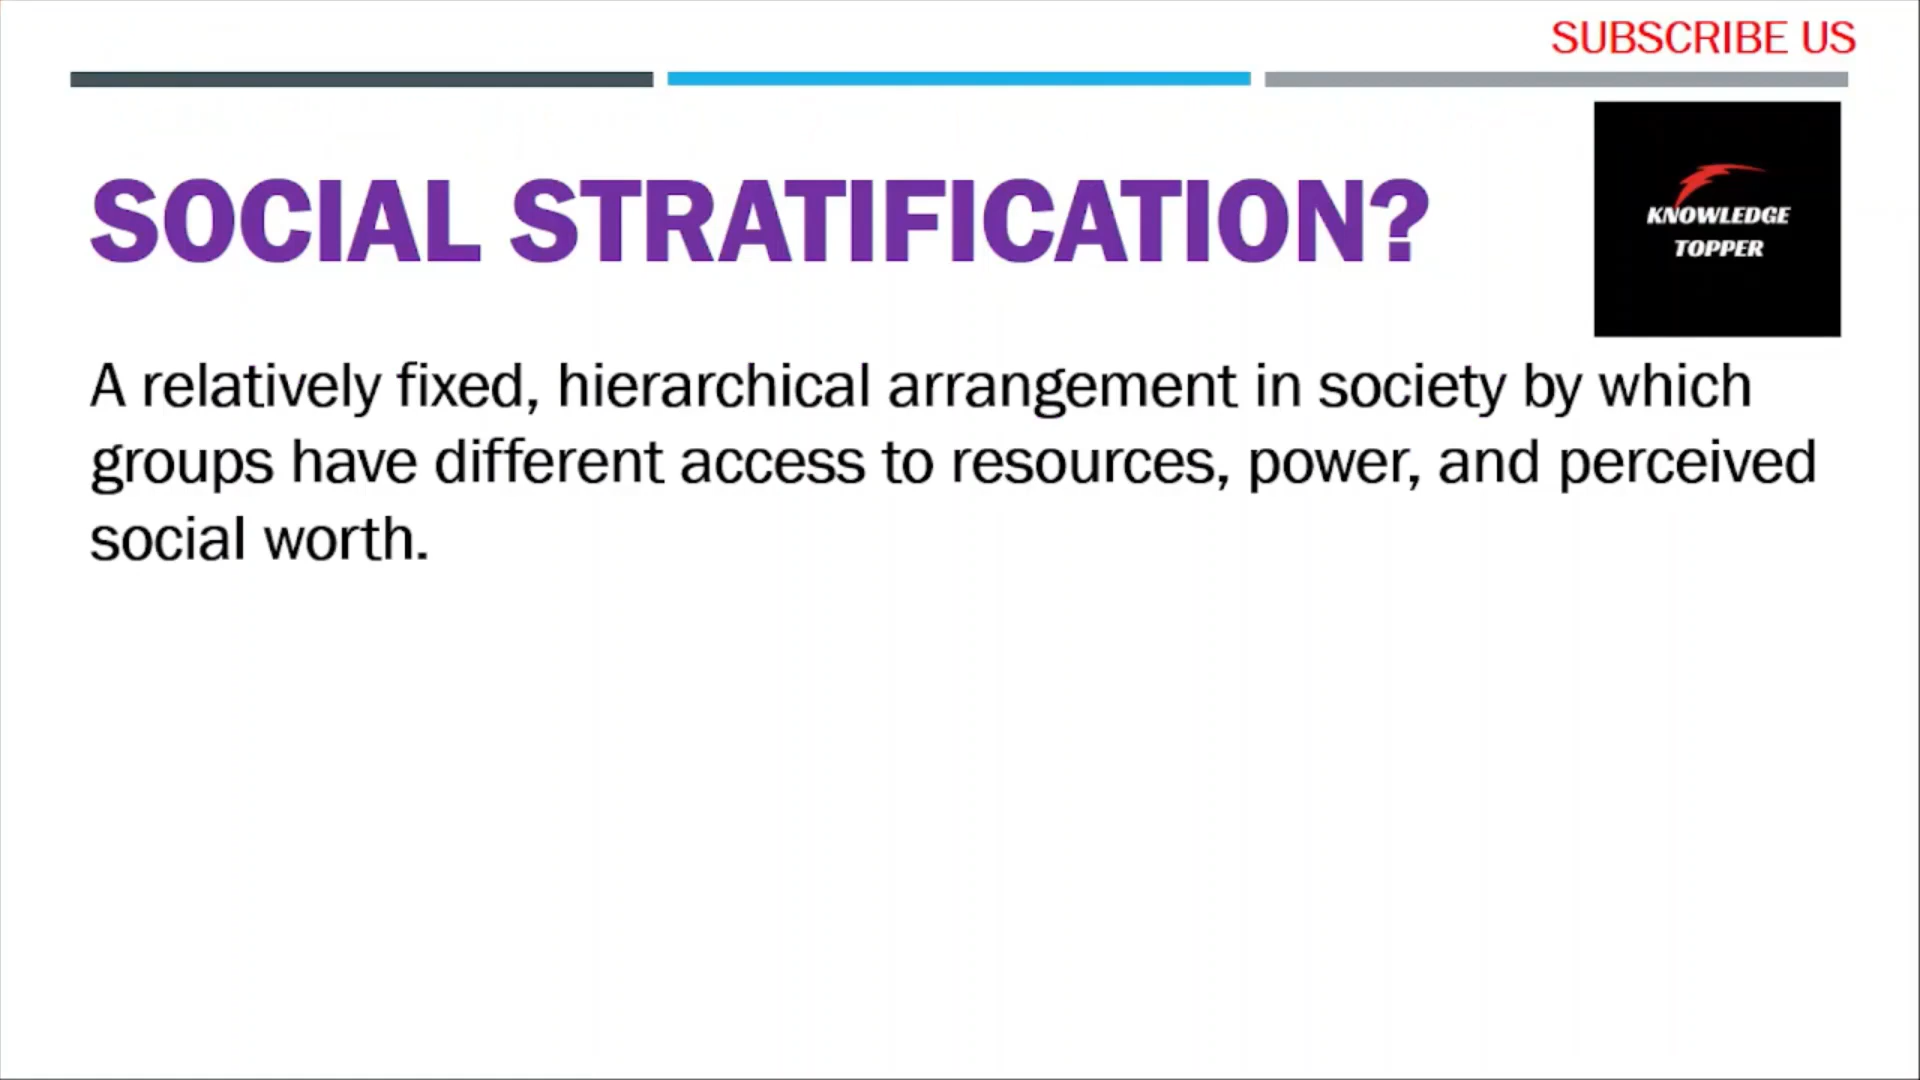 SUBSCRIBE US
SOCIAL STRATIFICATION?
KNOWLEDGE
TOPPER
A relatively fixed, hierarchical arrangement in society by which
groups have different access to resources, power, and perceived
social worth.